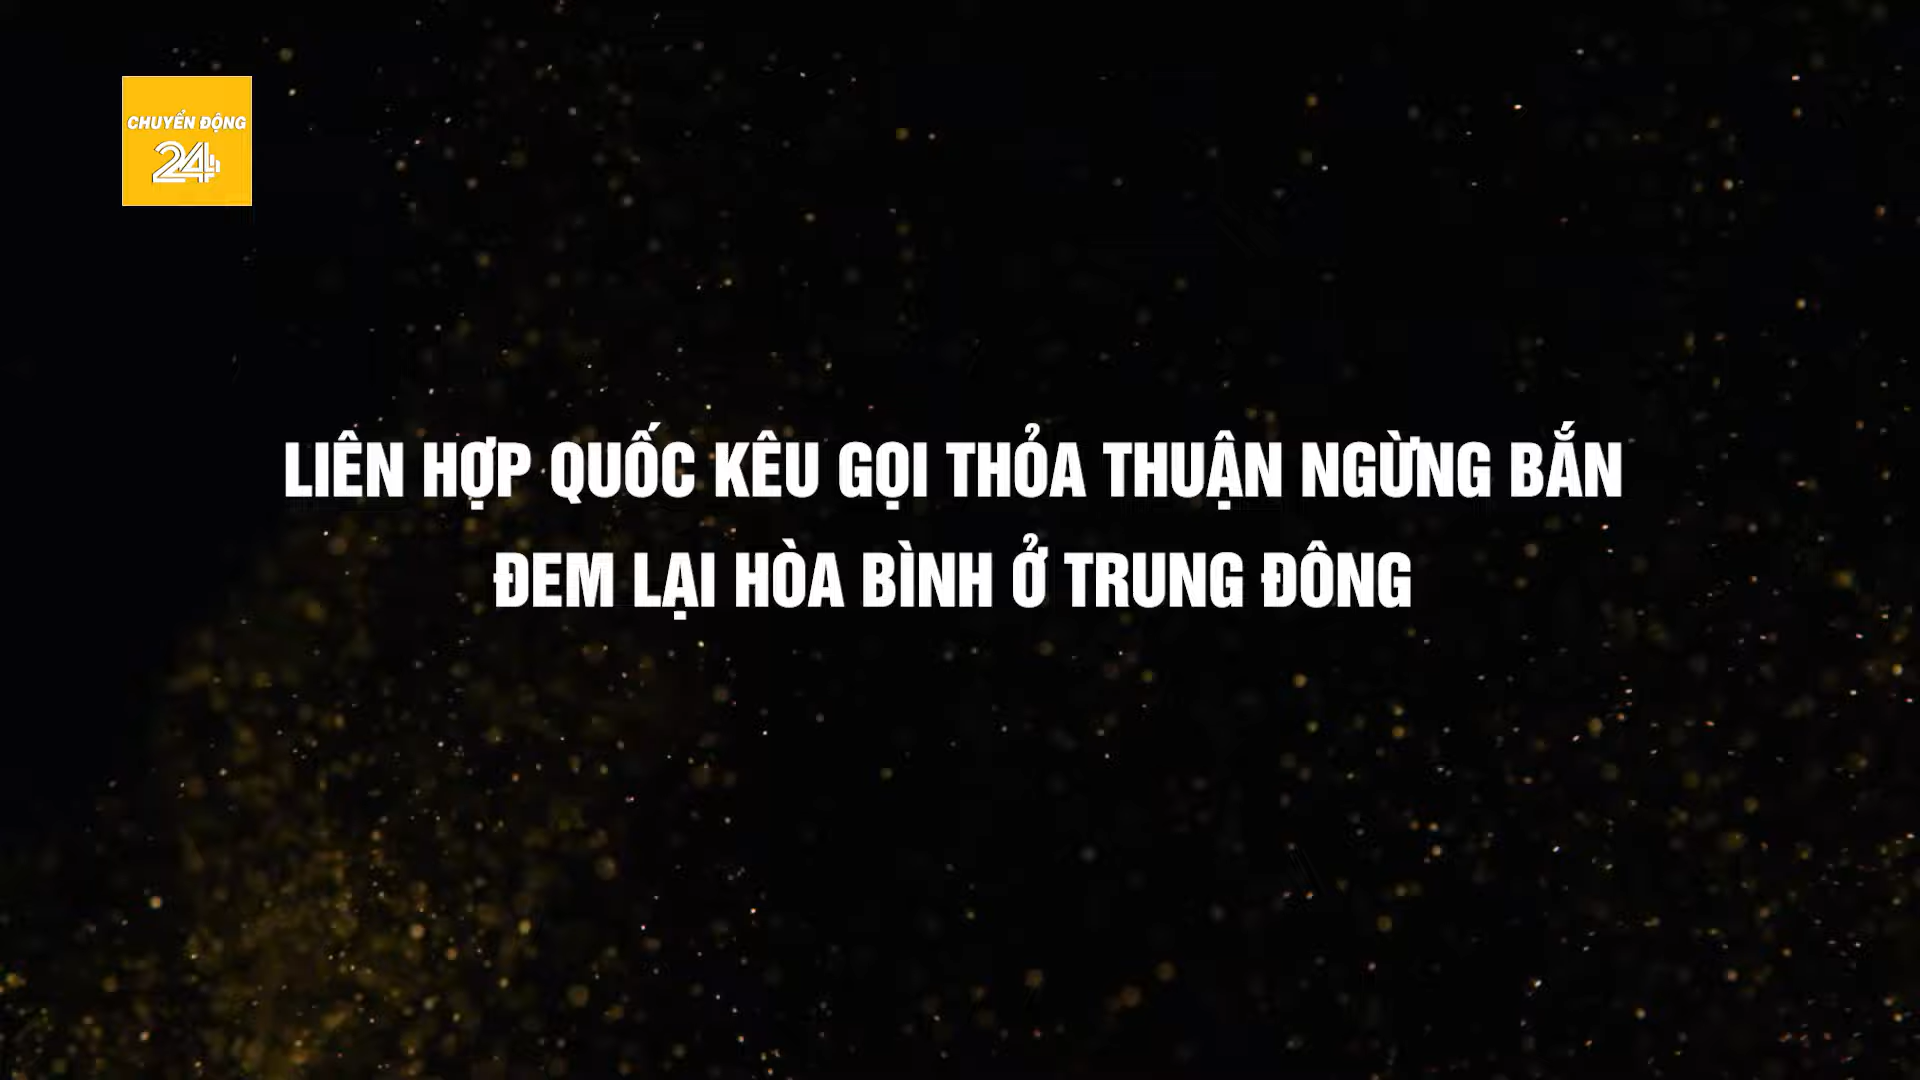 CHUYỂN ĐỘNG
24h
LIÊN HỢP QUỐC KÊU GỌI THỎA THUẬN NGỪNG BẮN
ĐEM LẠI HÒA BÌNH Ở TRUNG ĐÔNG